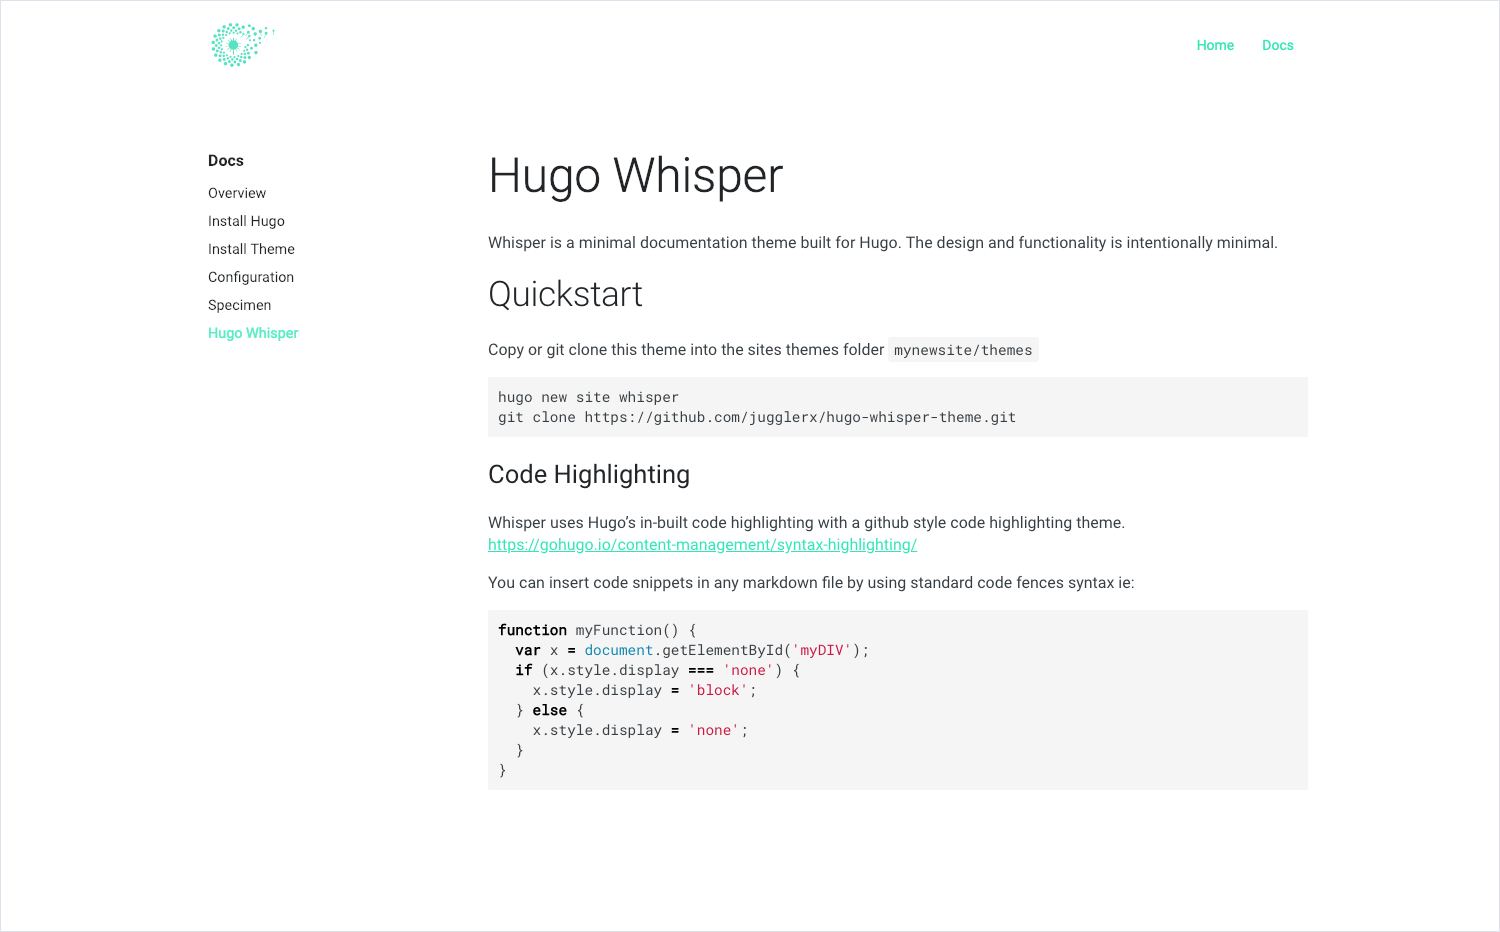 Home Docs
Docs
Overview
Install Hugo
Install Theme
Configuration
Specimen
Hugo Whisper
Hugo Whisper
Whisper is a minimal documentation theme built for Hugo. The design and functionality is intentionally minimal.
Quickstart
Copy or git clone this theme into the sites themes folder mynewsite/themes
hugo new site whisper
git clone https://github.com/jugglerx/hugo-whisper-theme.git
Code Highlighting
Whisper uses Hugo’s in-built code highlighting with a github style code highlighting theme.
https://gohugo.io/content-management/syntax-highlighting/
You can insert code snippets in any markdown file by using standard code fences syntax ie:
function myFunction() {
  var x = document.getElementById('myDIV');
  if (x.style.display === 'none') {
    x.style.display = 'block';
  } else {
    x.style.display = 'none';
  }
}